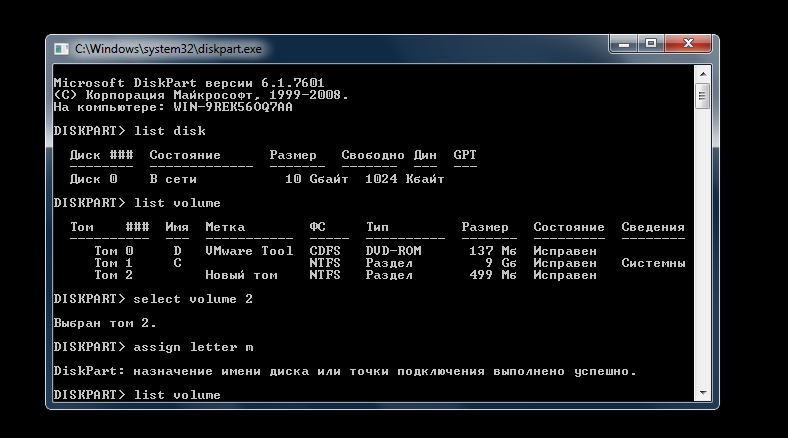 C:\Windows\system32\diskpart.exe
Microsoft DiskPart версии 6.1.7601
(C) Корпорация Майкрософт, 1999-2008.
На компьютере: WIN-9REK56OQ7AA
DISKPART> list disk
Диск ### Состояние Размер Свободно Дин GPT
-------- ------------- ------- ------- --- ---
Диск 0 В сети 10 Gбайт 1024 Kбайт
DISKPART> list volume
Том ### Имя Метка ФС Тип Размер Состояние Сведения
---------- --- ----------- ----- ---------- ------- --------- --------
Том 0 D VMware Tool CDFS DVD-ROM 137 Mб Исправен
Том 1 C NTFS Раздел 9 Gб Исправен Системны
Том 2 Новый том NTFS Раздел 499 Mб Исправен
DISKPART> select volume 2
Выбран том 2.
DISKPART> assign letter m
DiskPart: назначение имени диска или точки подключения выполнено успешно.
DISKPART> list volume